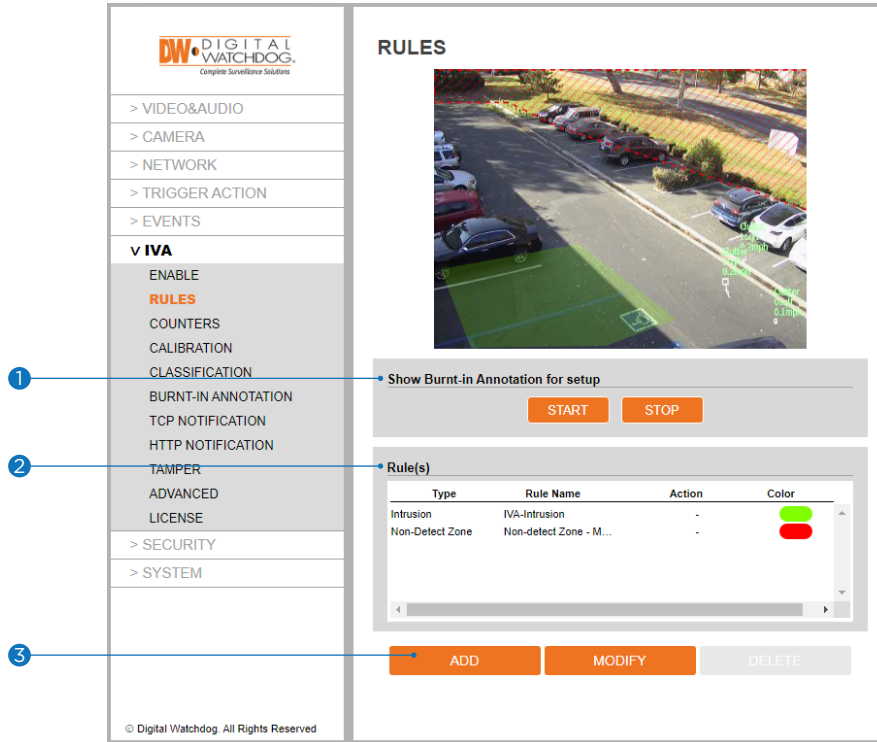 DW DIGITAL
WATCHDOG®
Complete Surveillance Solutions
> VIDEO&AUDIO
> CAMERA
> NETWORK
> TRIGGER ACTION
> EVENTS
v IVA
ENABLE
RULES
COUNTERS
CALIBRATION
CLASSIFICATION
BURNT-IN ANNOTATION
TCP NOTIFICATION
HTTP NOTIFICATION
TAMPER
ADVANCED
LICENSE
> SECURITY
> SYSTEM
© Digital Watchdog. All Rights Reserved
RULES
Clutter
0.1mph
1
Show Burnt-in Annotation for setup
START STOP
2
Rule(s)
Type Rule Name Action Color
Intrusion IVA-Intrusion -
Non-Detect Zone Non-detect Zone - M... -
3
ADD MODIFY DELETE